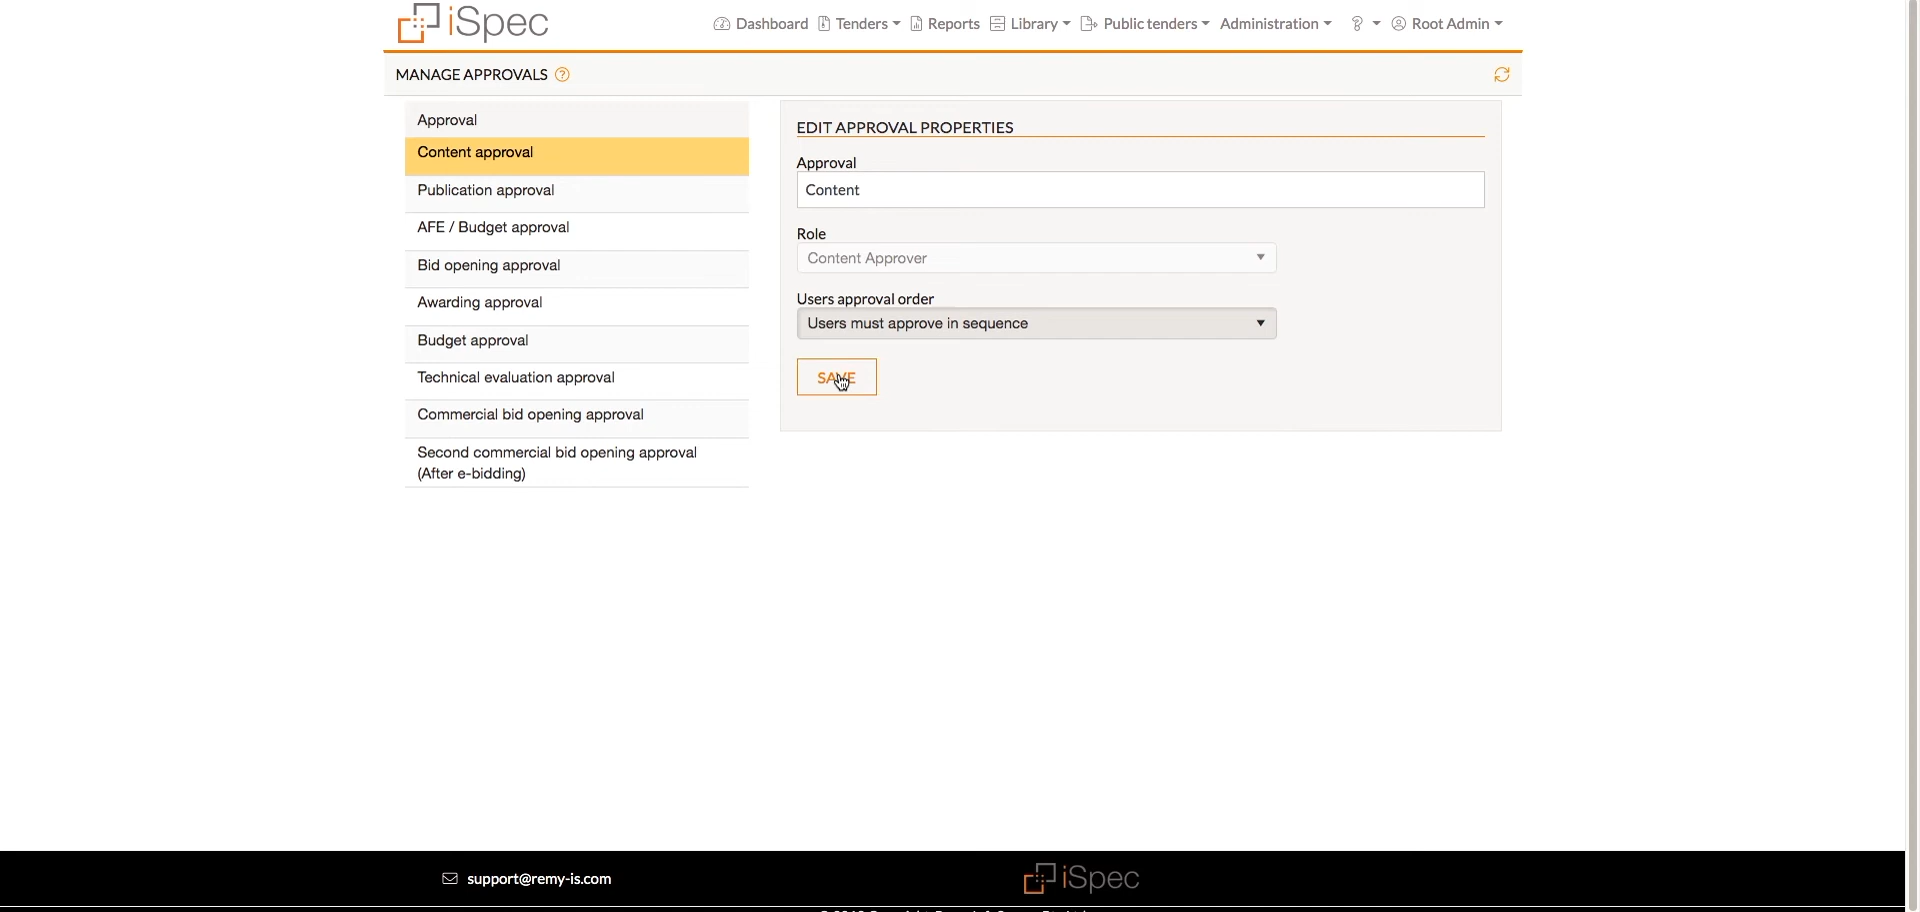 iSpec
Dashboard Tenders Reports Library Public tenders Administration ? Root Admin
MANAGE APPROVALS ?
Approval
Content approval
Publication approval
AFE / Budget approval
Bid opening approval
Awarding approval
Budget approval
Technical evaluation approval
Commercial bid opening approval
Second commercial bid opening approval
(After e-bidding)
EDIT APPROVAL PROPERTIES
Approval
Content
Role
Content Approver
Users approval order
Users must approve in sequence
SAVE
support@remy-is.com
iSpec